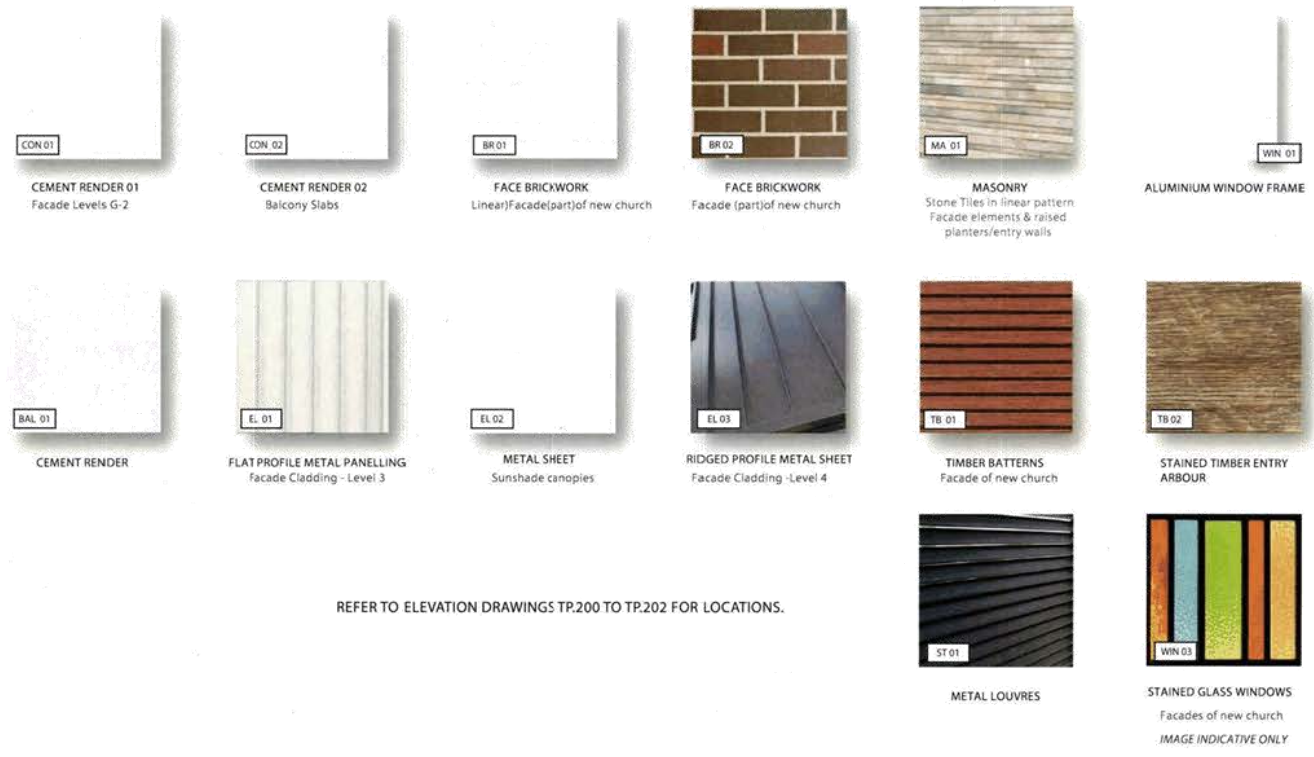 CON 01
CEMENT RENDER 01
Facade Levels G-2
CON 02
CEMENT RENDER 02
Balcony Slabs
BR 01
FACE BRICKWORK
Linear)Facade(part)of new church
BR 02
FACE BRICKWORK
Facade (part)of new church
MA 01
MASONRY
Stone Tiles in linear pattern
Facade elements & raised
planters/entry walls
WIN 01
ALUMINIUM WINDOW FRAME
BAL 01
CEMENT RENDER
EL 01
FLAT PROFILE METAL PANELLING
Facade Cladding - Level 3
EL 02
METAL SHEET
Sunshade canopies
EL 03
RIDGED PROFILE METAL SHEET
Facade Cladding -Level 4
TB 01
TIMBER BATTERNS
Facade of new church
TB 02
STAINED TIMBER ENTRY
ARBOUR
REFER TO ELEVATION DRAWINGS TP.200 TO TP.202 FOR LOCATIONS.
ST 01
METAL LOUVRES
WIN 03
STAINED GLASS WINDOWS
Facades of new church
IMAGE INDICATIVE ONLY